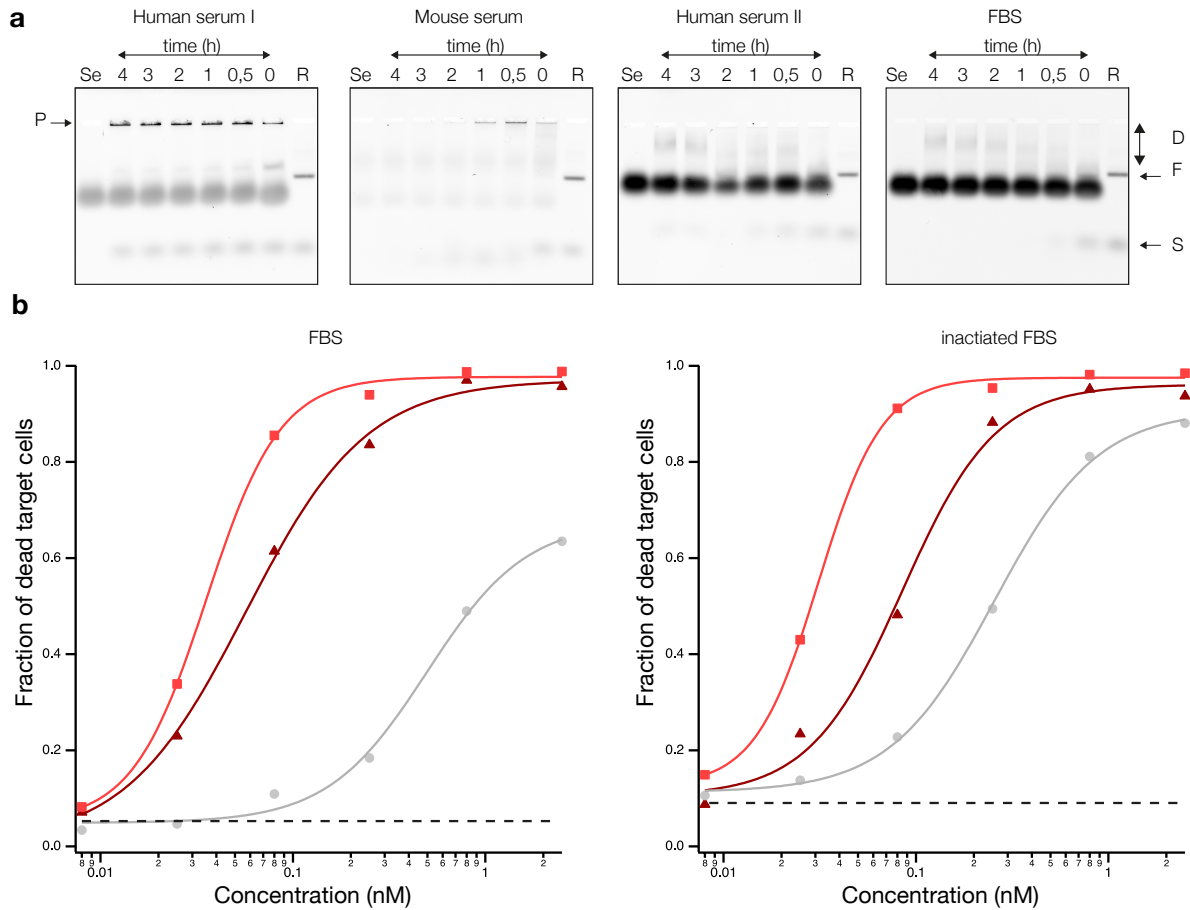 a
Human serum I
Mouse serum
Human serum II
FBS
time (h)
time (h)
time (h)
time (h)
Se 4 3 2 1 0,5 0 R
Se 4 3 2 1 0,5 0 R
Se 4 3 2 1 0,5 0 R
Se 4 3 2 1 0,5 0 R
P
D
F
S
b
FBS
inactiated FBS
Fraction of dead target cells
1.0
0.8
0.6
0.4
0.2
0.0
8 9 0.01 2 3 4 5 6 7 8 9 0.1 2 3 4 5 6 7 8 9 1 2
Concentration (nM)
Fraction of dead target cells
1.0
0.8
0.6
0.4
0.2
0.0
8 9 0.01 2 3 4 5 6 7 8 9 0.1 2 3 4 5 6 7 8 9 1 2
Concentration (nM)